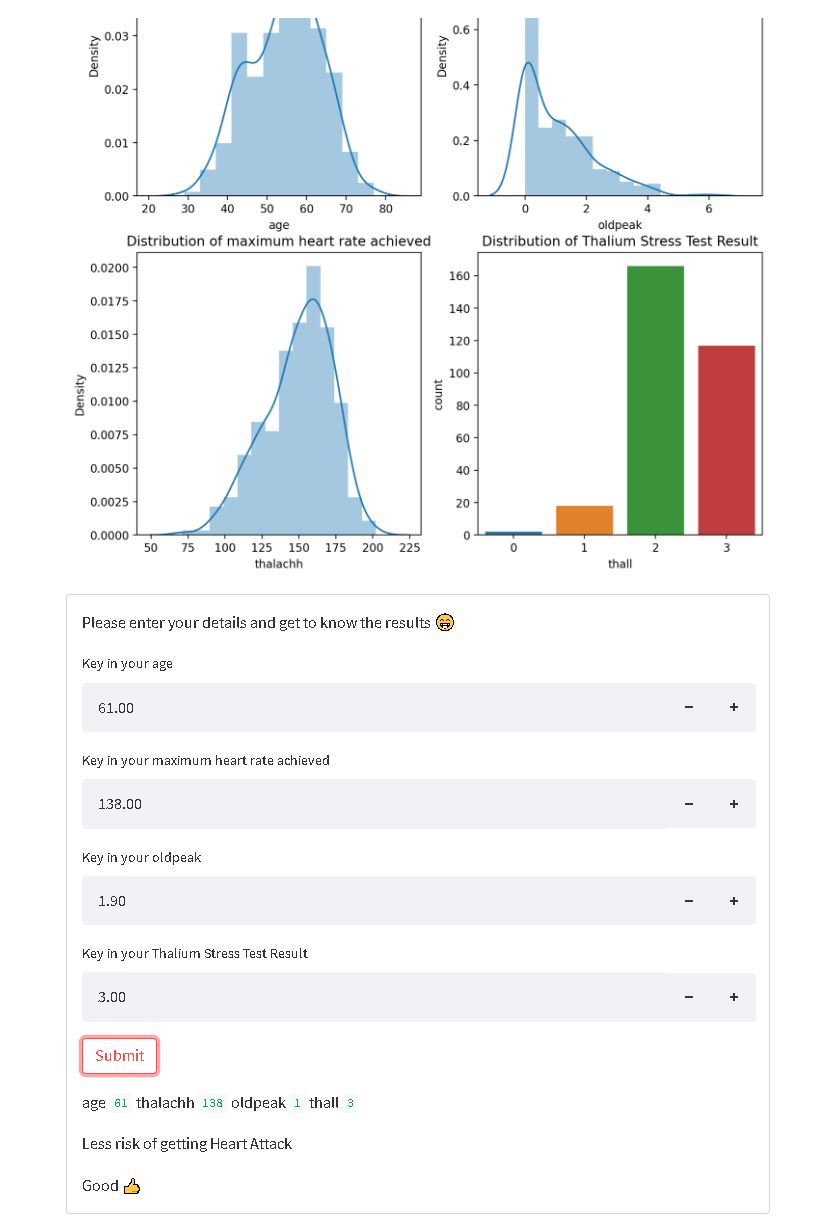 Density
0.03
0.02
0.01
0.00
20 30 40 50 60 70 80
age
Density
0.6
0.4
0.2
0.0
0 2 4 6
oldpeak
Distribution of maximum heart rate achieved
Density
0.0200
0.0175
0.0150
0.0125
0.0100
0.0075
0.0050
0.0025
0.0000
50 75 100 125 150 175 200 225
thalachh
Distribution of Thalium Stress Test Result
count
160
140
120
100
80
60
40
20
0
0 1 2 3
thall
Please enter your details and get to know the results 😁
Key in your age
61.00 − +
Key in your maximum heart rate achieved
138.00 − +
Key in your oldpeak
1.90 − +
Key in your Thalium Stress Test Result
3.00 − +
Submit
age 61 thalachh 138 oldpeak 1 thall 3
Less risk of getting Heart Attack
Good 👍